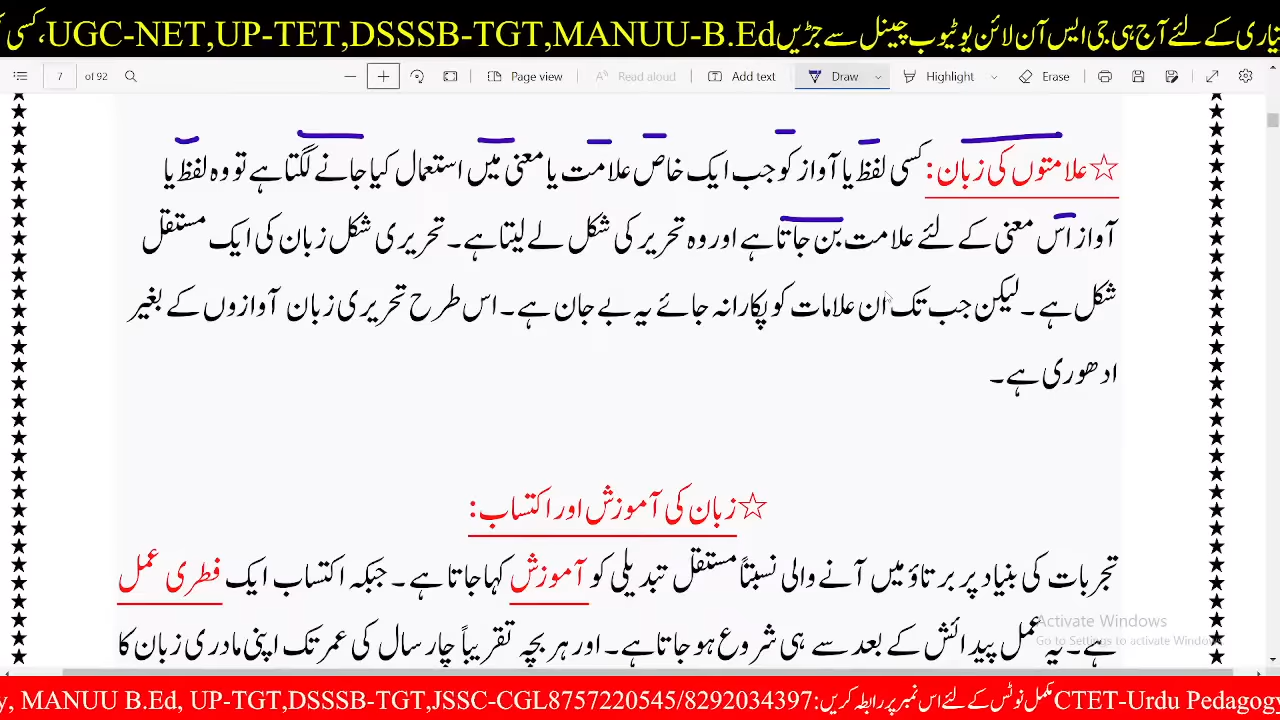 یاری کے لئے آج ہی جی ایس آن لائن یوٹیوب چینل سے جڑیں UGC-NET,UP-TET,DSSSB-TGT,MANUU-B.Ed، کسی
7 of 92 Page view Read aloud Add text Draw Highlight Erase
☆علامتوں کی زبان: کسی لفظ یا آواز کو جب ایک خاص علامت یا معنی میں استعمال کیا جانے لگتا ہے تو وہ لفظ یا
آواز اس معنی کے لئے علامت بن جاتا ہے اور وہ تحریر کی شکل لے لیتا ہے۔ تحریری شکل زبان کی ایک مستقل
شکل ہے۔ لیکن جب تک ان علامات کو پکارا نہ جائے یہ بے جان ہے۔ اس طرح تحریری زبان آوازوں کے بغیر
ادھوری ہے۔
☆زبان کی آموزش اور اکتساب:
تجربات کی بنیاد پر برتاؤ میں آنے والی نسبتاً مستقل تبدیلی کو آموزش کہا جاتا ہے۔ جبکہ اکتساب ایک فطری عمل
ہے۔ یہ عمل پیدائش کے بعد سے ہی شروع ہو جاتا ہے۔ اور ہر بچہ تقریباً چار سال کی عمر تک اپنی مادری زبان کا
Activate Windows
Go to Settings to activate Windows
y, MANUU B.Ed, UP-TGT,DSSSB-TGT,JSSC-CGL8757220545/8292034397:مکمل نوٹس کے لئے اس نمبر پر رابطہ کریں CTET-Urdu Pedagogy